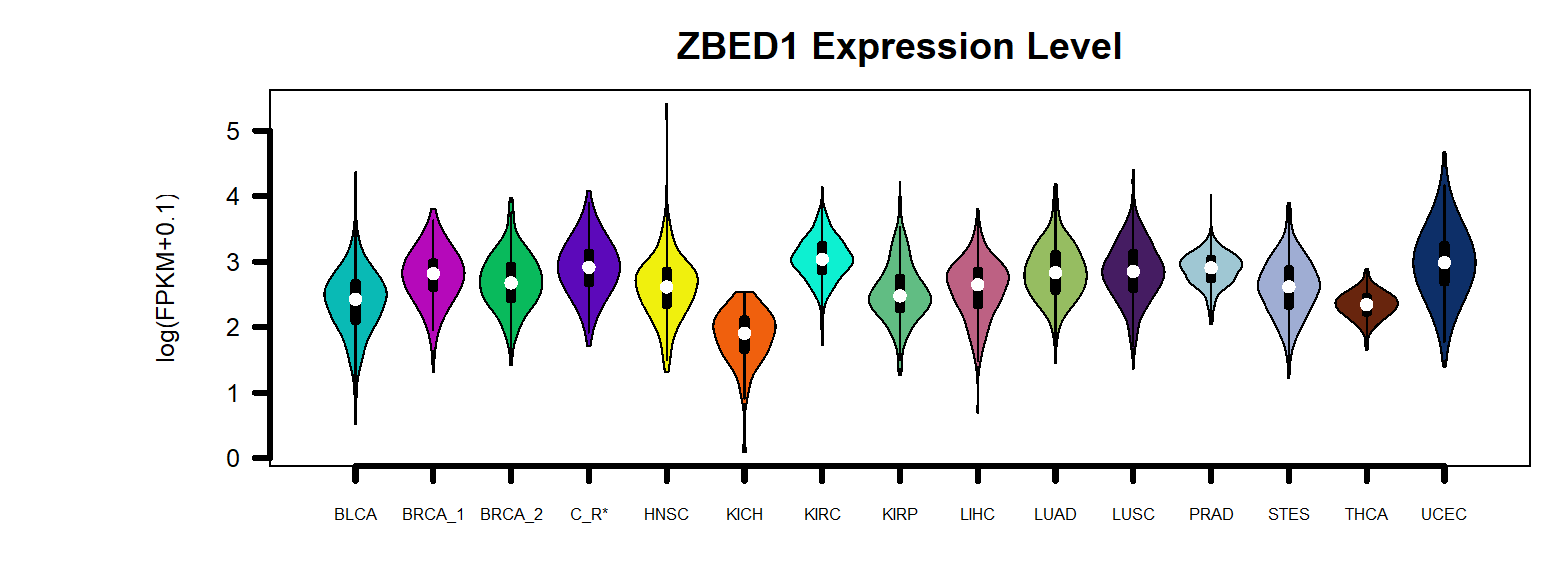 ZBED1 Expression Level
log(FPKM+0.1)
5
4
3
2
1
0
BLCA BRCA_1 BRCA_2 C_R* HNSC KICH KIRC KIRP LIHC LUAD LUSC PRAD STES THCA UCEC